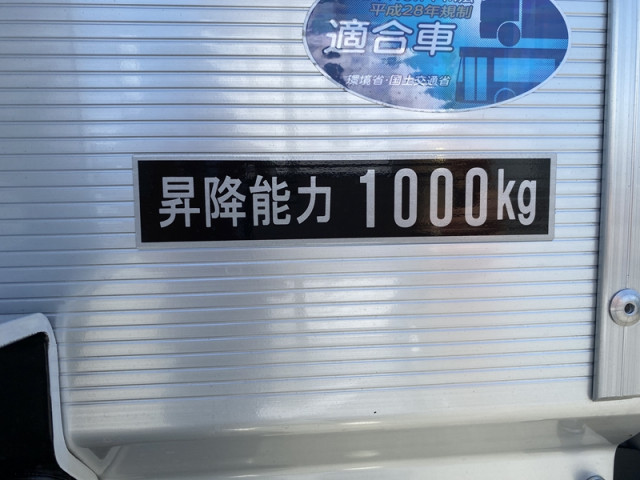 平成28年規制
適合車
環境省・国土交通省
昇降能力 1000kg